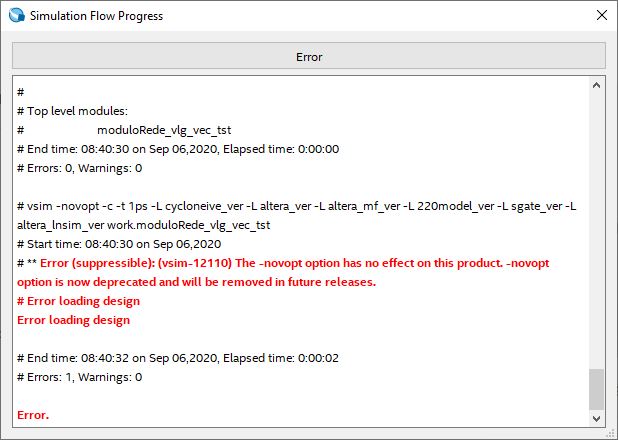 Simulation Flow Progress
Error
#
# Top level modules:
# moduloRede_vlg_vec_tst
# End time: 08:40:30 on Sep 06,2020, Elapsed time: 0:00:00
# Errors: 0, Warnings: 0
# vsim -novopt -c -t 1ps -L cycloneive_ver -L altera_ver -L altera_mf_ver -L 220model_ver -L sgate_ver -L
altera_lnsim_ver work.moduloRede_vlg_vec_tst
# Start time: 08:40:30 on Sep 06,2020
# ** Error (suppressible): (vsim-12110) The -novopt option has no effect on this product. -novopt
option is now deprecated and will be removed in future releases.
# Error loading design
Error loading design
# End time: 08:40:32 on Sep 06,2020, Elapsed time: 0:00:02
# Errors: 1, Warnings: 0
Error.